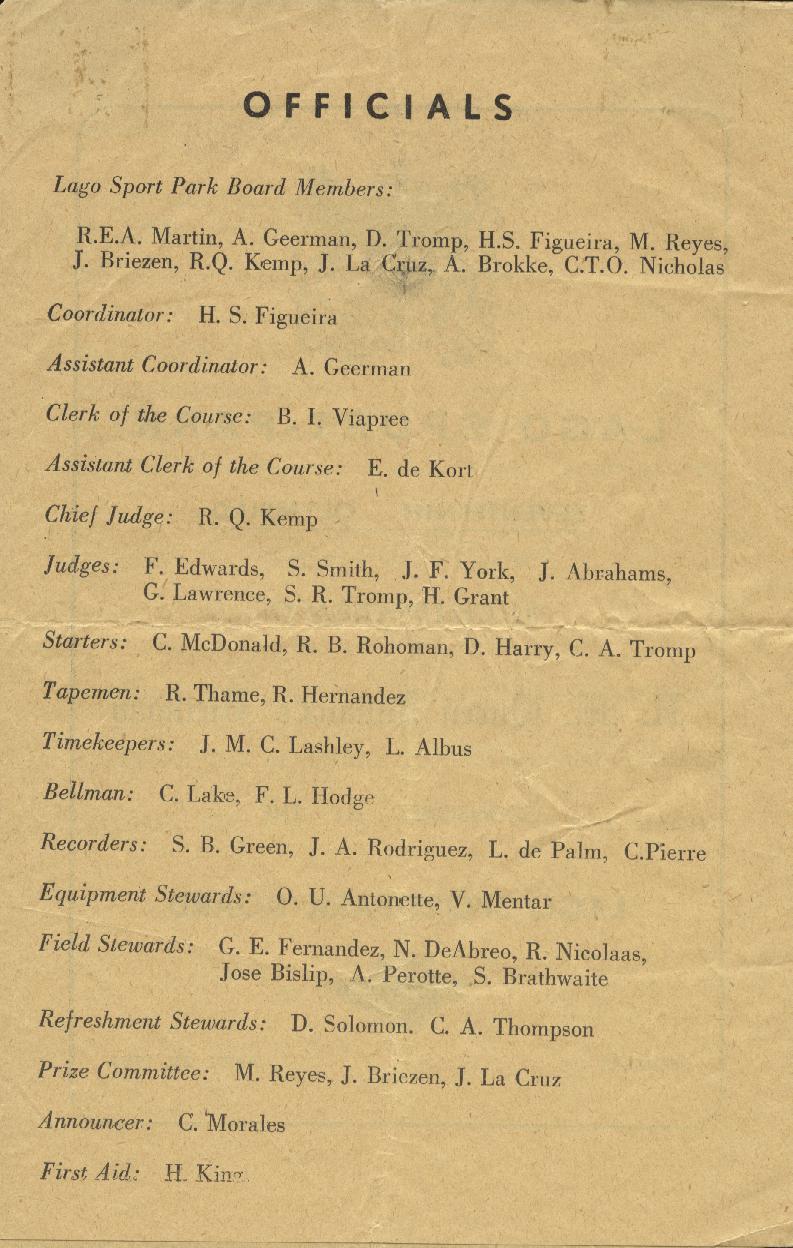 OFFICIALS
Lago Sport Park Board Members:
R.E.A. Martin, A. Geerman, D. Tromp, H.S. Figueira, M. Reyes,
J. Briezen, R.Q. Kemp, J. La Cruz, A. Brokke, C.T.O. Nicholas
Coordinator: H. S. Figueira
Assistant Coordinator: A. Geerman
Clerk of the Course: B. I. Viapree
Assistant Clerk of the Course: E. de Kort
Chief Judge: R. Q. Kemp
Judges: F. Edwards, S. Smith, J. F. York, J. Abrahams,
G. Lawrence, S. R. Tromp, H. Grant
Starters: C. McDonald, R. B. Rohoman, D. Harry, C. A. Tromp
Tapemen: R. Thame, R. Hernandez
Timekeepers: J. M. C. Lashley, L. Albus
Bellman: C. Lake, F. L. Hodge
Recorders: S. B. Green, J. A. Rodriguez, L. de Palm, C.Pierre
Equipment Stewards: O. U. Antonette, V. Mentar
Field Stewards: G. E. Fernandez, N. DeAbreo, R. Nicolaas,
Jose Bislip, A. Perotte, S. Brathwaite
Refreshment Stewards: D. Solomon. C. A. Thompson
Prize Committee: M. Reyes, J. Briezen, J. La Cruz
Announcer: C. Morales
First Aid: H. King.